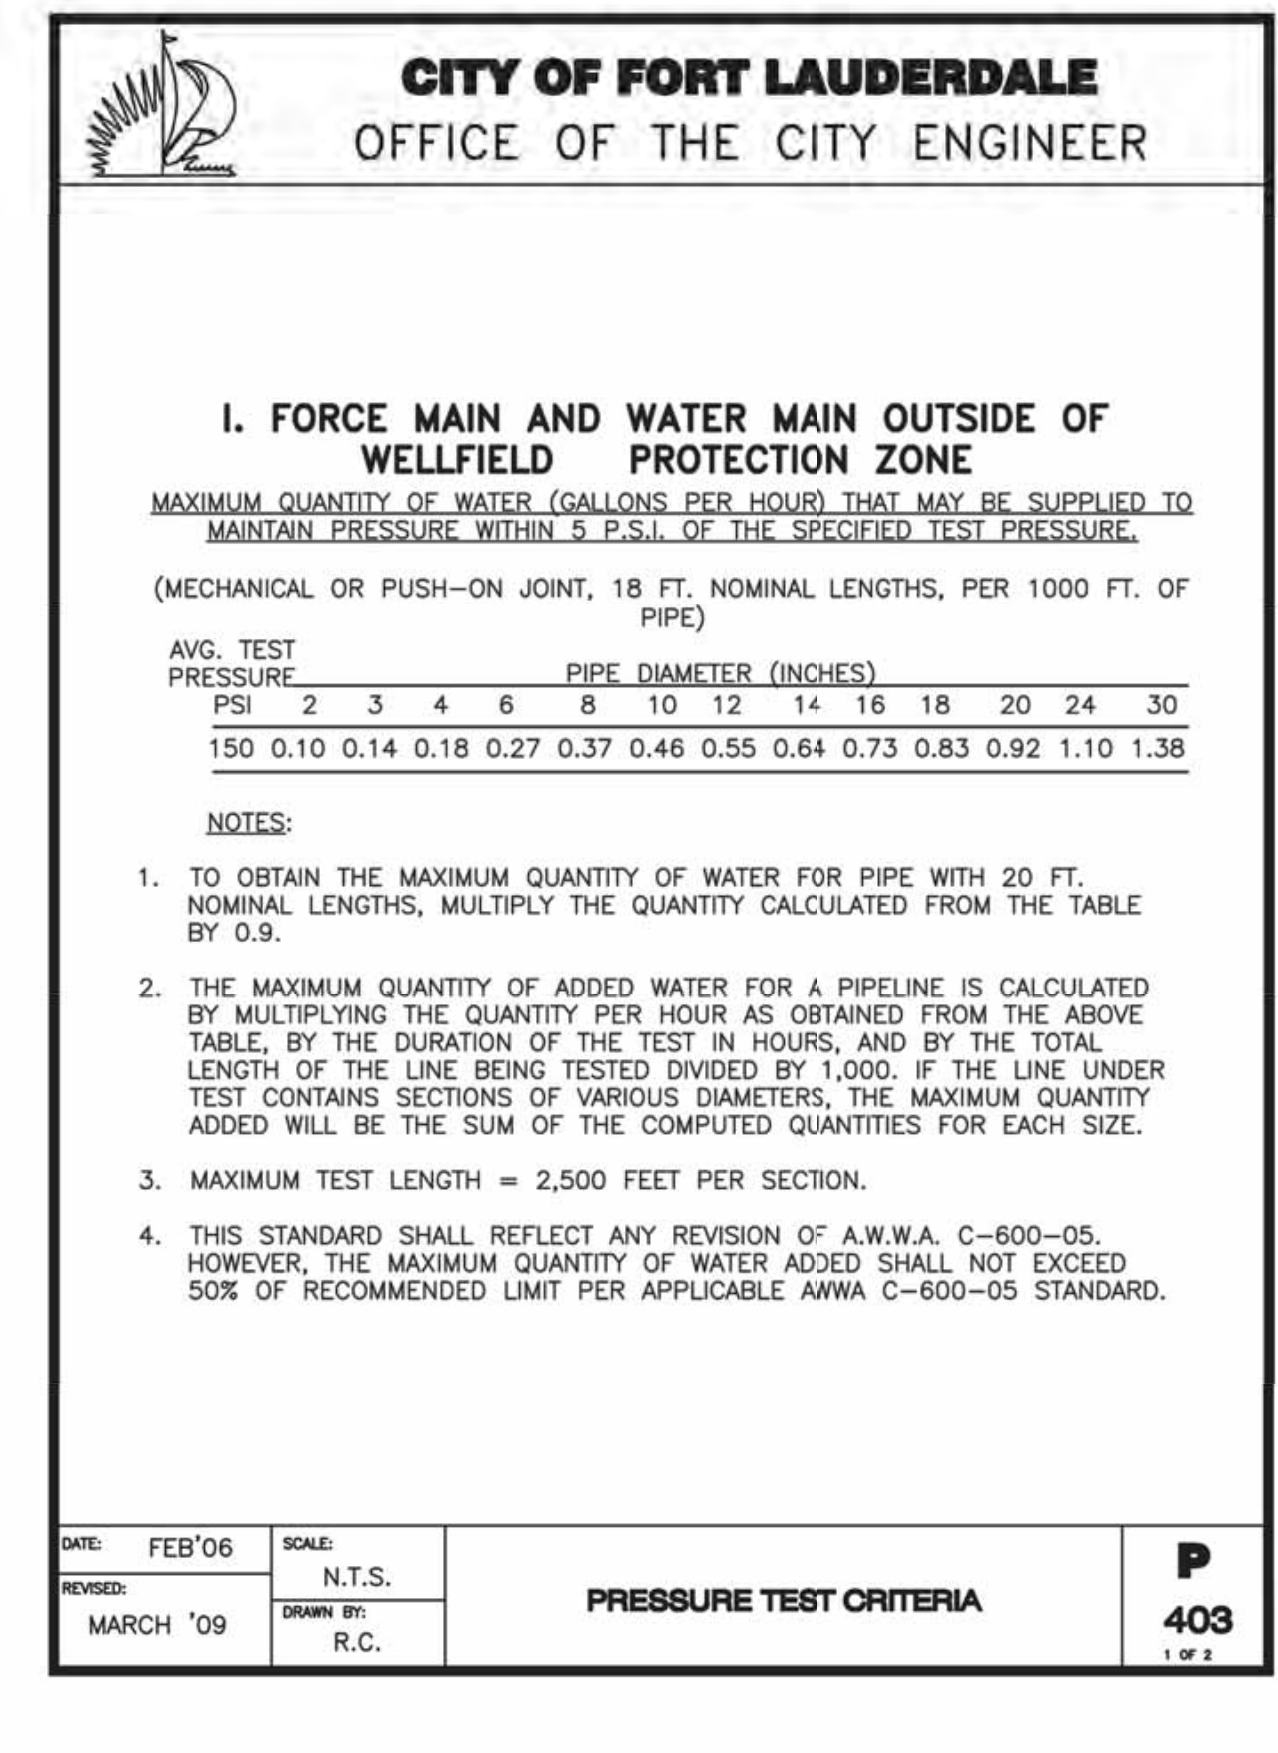 CITY OF FORT LAUDERDALE
OFFICE OF THE CITY ENGINEER
I. FORCE MAIN AND WATER MAIN OUTSIDE OF
WELLFIELD PROTECTION ZONE
MAXIMUM QUANTITY OF WATER (GALLONS PER HOUR) THAT MAY BE SUPPLIED TO
MAINTAIN PRESSURE WITHIN 5 P.S.I. OF THE SPECIFIED TEST PRESSURE.
(MECHANICAL OR PUSH-ON JOINT, 18 FT. NOMINAL LENGTHS, PER 1000 FT. OF
PIPE)
AVG. TEST
PRESSURE PIPE DIAMETER (INCHES)
PSI 2 3 4 6 8 10 12 14 16 18 20 24 30
150 0.10 0.14 0.18 0.27 0.37 0.46 0.55 0.64 0.73 0.83 0.92 1.10 1.38
NOTES:
1. TO OBTAIN THE MAXIMUM QUANTITY OF WATER FOR PIPE WITH 20 FT.
NOMINAL LENGTHS, MULTIPLY THE QUANTITY CALCULATED FROM THE TABLE
BY 0.9.
2. THE MAXIMUM QUANTITY OF ADDED WATER FOR A PIPELINE IS CALCULATED
BY MULTIPLYING THE QUANTITY PER HOUR AS OBTAINED FROM THE ABOVE
TABLE, BY THE DURATION OF THE TEST IN HOURS, AND BY THE TOTAL
LENGTH OF THE LINE BEING TESTED DIVIDED BY 1,000. IF THE LINE UNDER
TEST CONTAINS SECTIONS OF VARIOUS DIAMETERS, THE MAXIMUM QUANTITY
ADDED WILL BE THE SUM OF THE COMPUTED QUANTITIES FOR EACH SIZE.
3. MAXIMUM TEST LENGTH = 2,500 FEET PER SECTION.
4. THIS STANDARD SHALL REFLECT ANY REVISION OF A.W.W.A. C-600-05.
HOWEVER, THE MAXIMUM QUANTITY OF WATER ADDED SHALL NOT EXCEED
50% OF RECOMMENDED LIMIT PER APPLICABLE AWWA C-600-05 STANDARD.
DATE: FEB'06
REVISED:
MARCH '09
SCALE:
N.T.S.
DRAWN BY:
R.C.
PRESSURE TEST CRITERIA
P
403
1 OF 2